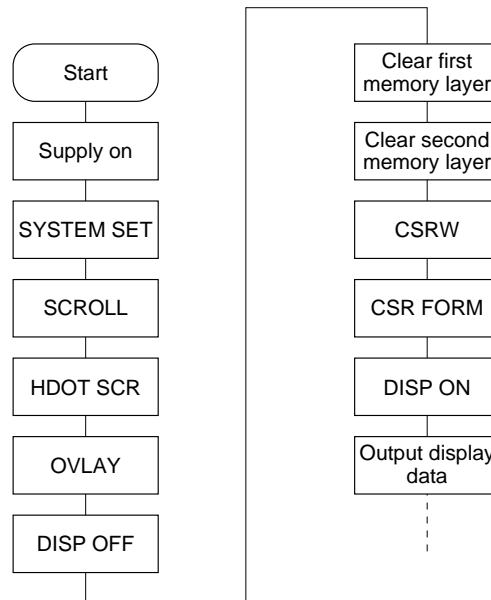 Start
Supply on
SYSTEM SET
SCROLL
HDOT SCR
OVLAY
DISP OFF
Clear first
memory layer
Clear second
memory layer
CSRW
CSR FORM
DISP ON
Output display
data